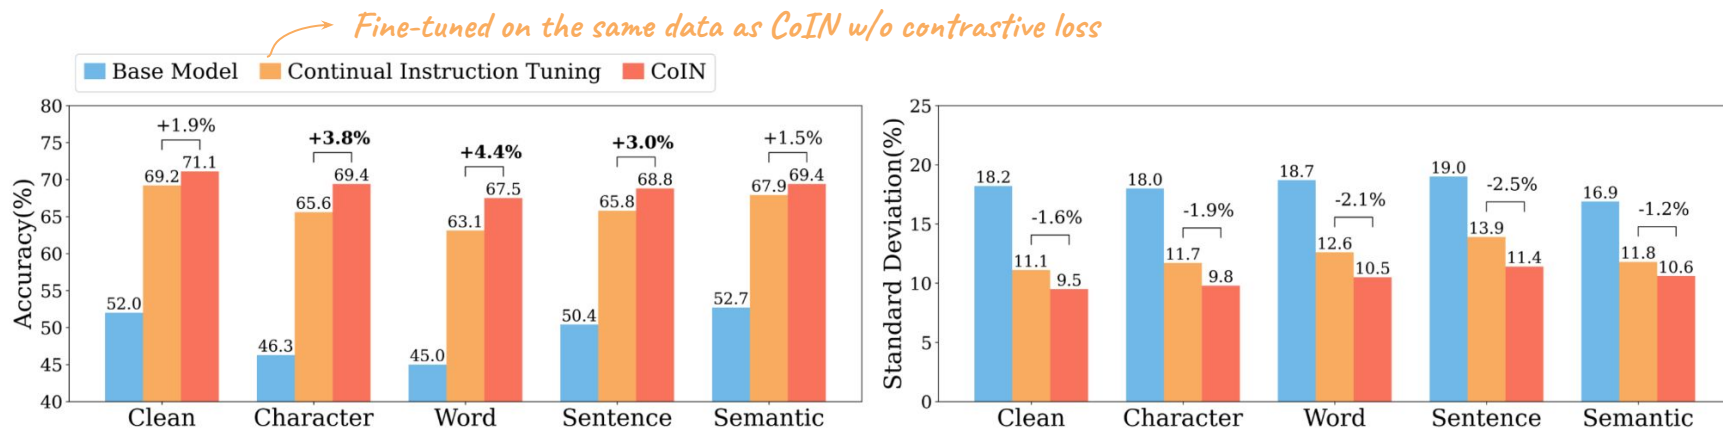 Fine-tuned on the same data as CoIN w/o contrastive loss
Base Model Continual Instruction Tuning CoIN
Accuracy(%)
80
75
70
65
60
55
50
45
40
52.0 69.2 71.1 +1.9%
46.3 65.6 69.4 +3.8%
45.0 63.1 67.5 +4.4%
50.4 65.8 68.8 +3.0%
52.7 67.9 69.4 +1.5%
Clean Character Word Sentence Semantic
Standard Deviation(%)
25
20
15
10
5
0
18.2 11.1 9.5 -1.6%
18.0 11.7 9.8 -1.9%
18.7 12.6 10.5 -2.1%
19.0 13.9 11.4 -2.5%
16.9 11.8 10.6 -1.2%
Clean Character Word Sentence Semantic